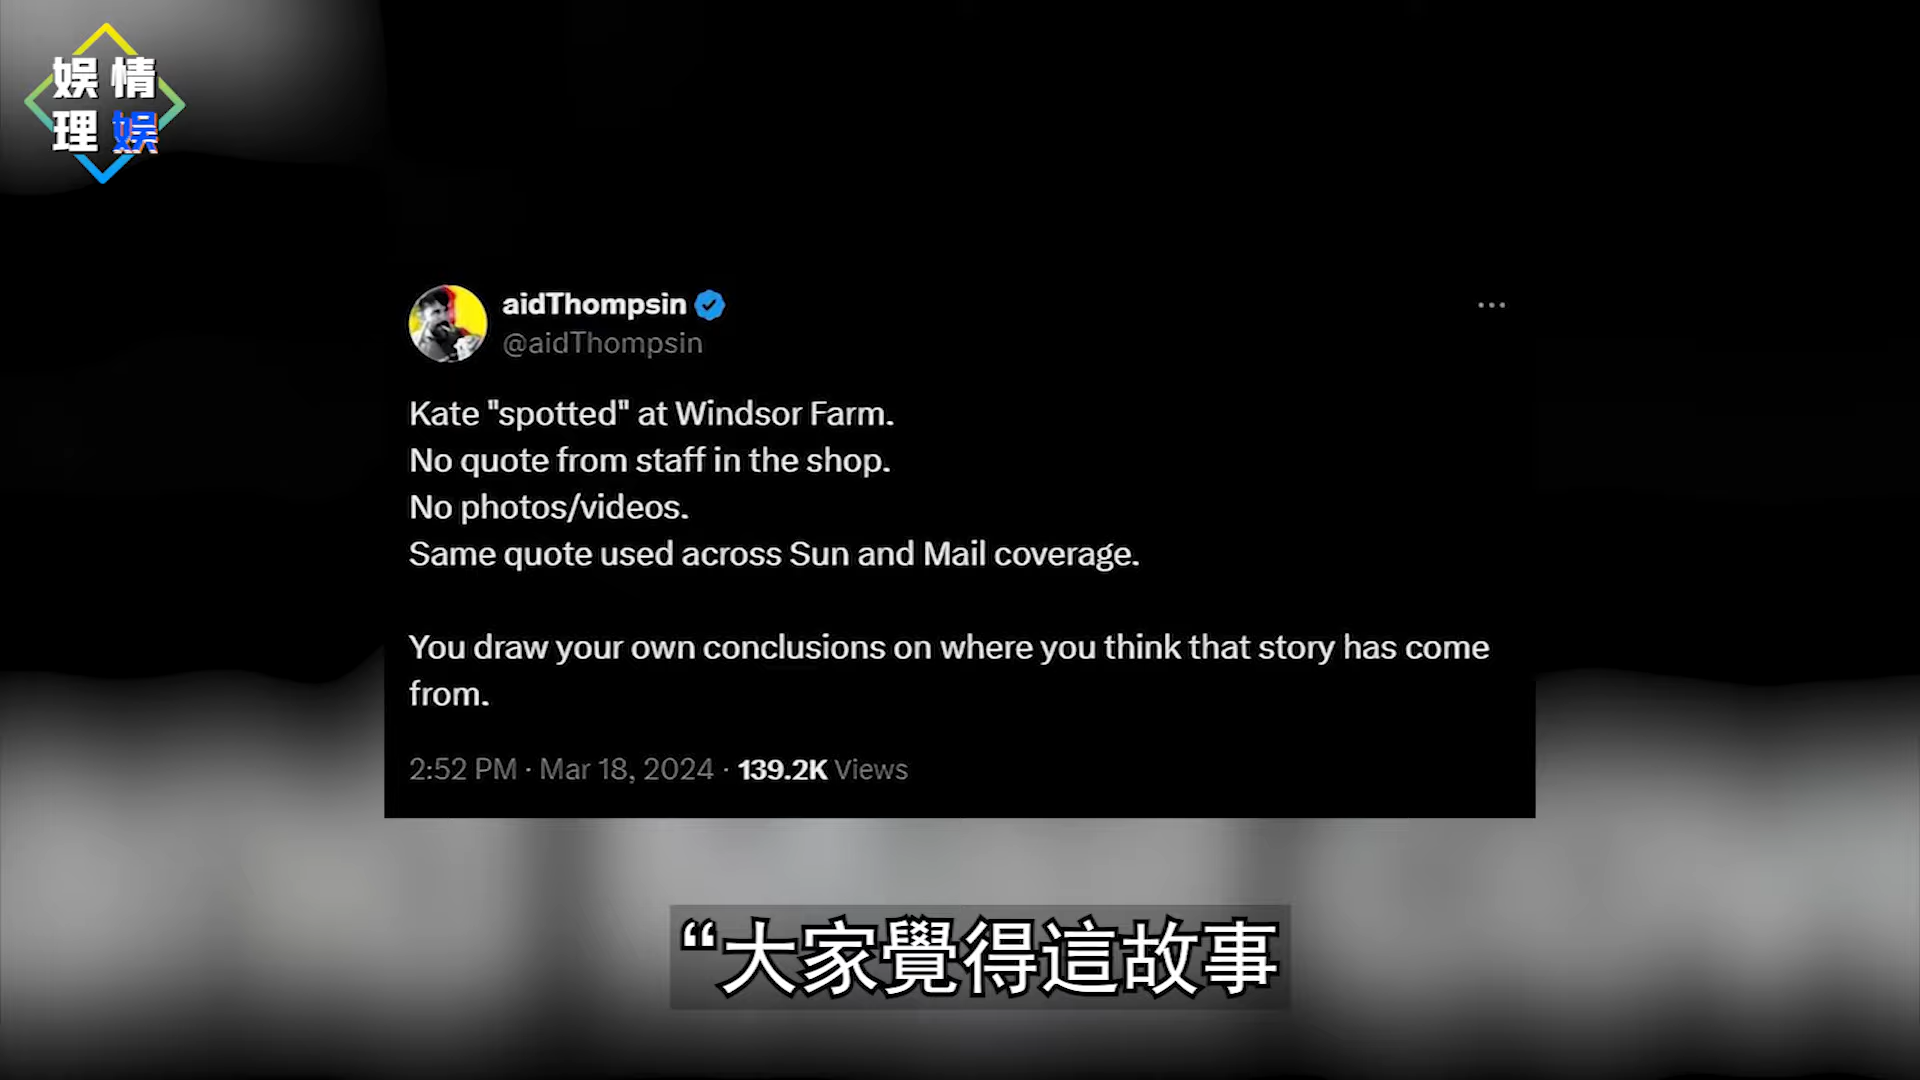 娱情
理娱
aidThompsin
@aidThompsin
Kate "spotted" at Windsor Farm.
No quote from staff in the shop.
No photos/videos.
Same quote used across Sun and Mail coverage.
You draw your own conclusions on where you think that story has come
from.
2:52 PM · Mar 18, 2024 · 139.2K Views
“大家覺得這故事